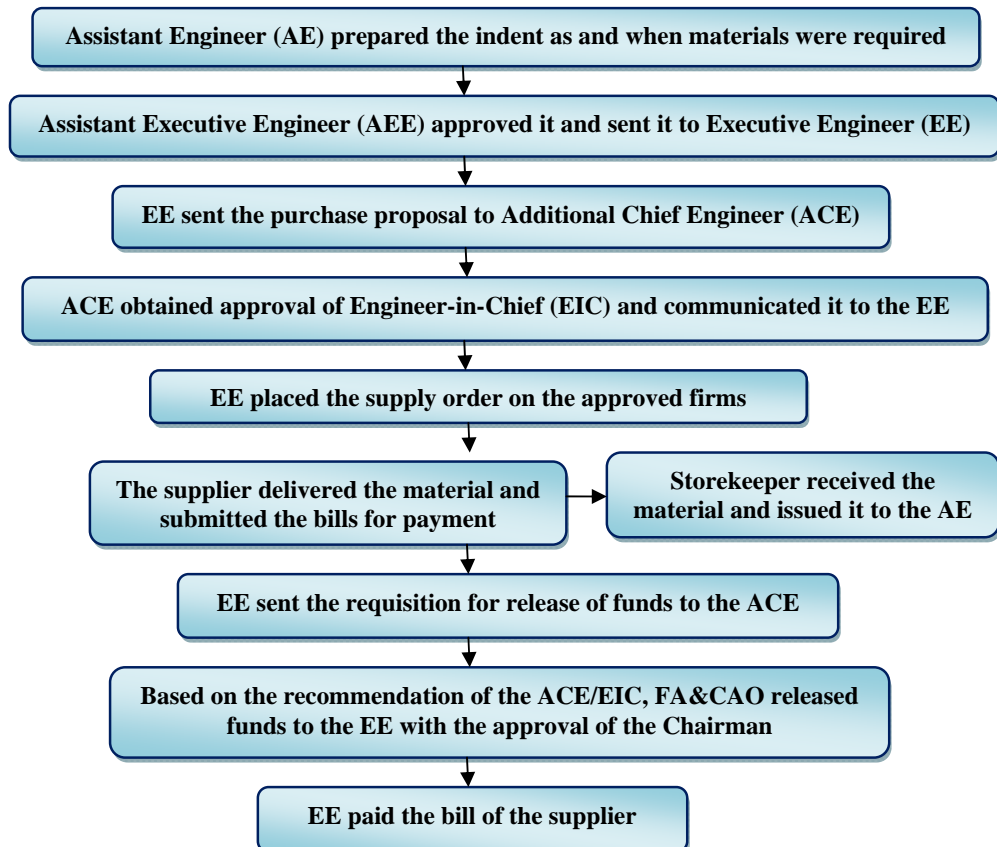 Assistant Engineer (AE) prepared the indent as and when materials were required
Assistant Executive Engineer (AEE) approved it and sent it to Executive Engineer (EE)
EE sent the purchase proposal to Additional Chief Engineer (ACE)
ACE obtained approval of Engineer-in-Chief (EIC) and communicated it to the EE
EE placed the supply order on the approved firms
The supplier delivered the material and
submitted the bills for payment
Storekeeper received the
material and issued it to the AE
EE sent the requisition for release of funds to the ACE
Based on the recommendation of the ACE/EIC, FA&CAO released
funds to the EE with the approval of the Chairman
EE paid the bill of the supplier